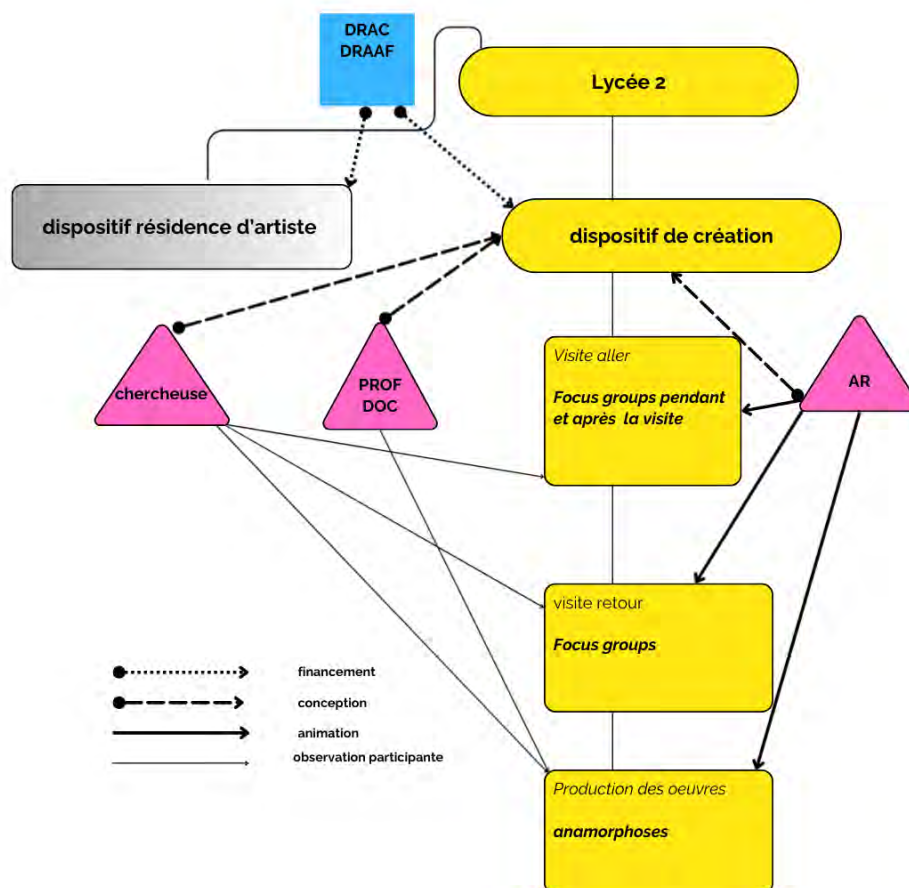 DRAC
DRAAF
Lycée 2
dispositif résidence d'artiste
dispositif de création
chercheuse
PROF
DOC
Visite aller
Focus groups pendant
et après la visite
AR
visite retour
Focus groups
financement
conception
animation
observation participante
Production des oeuvres
anamorphoses